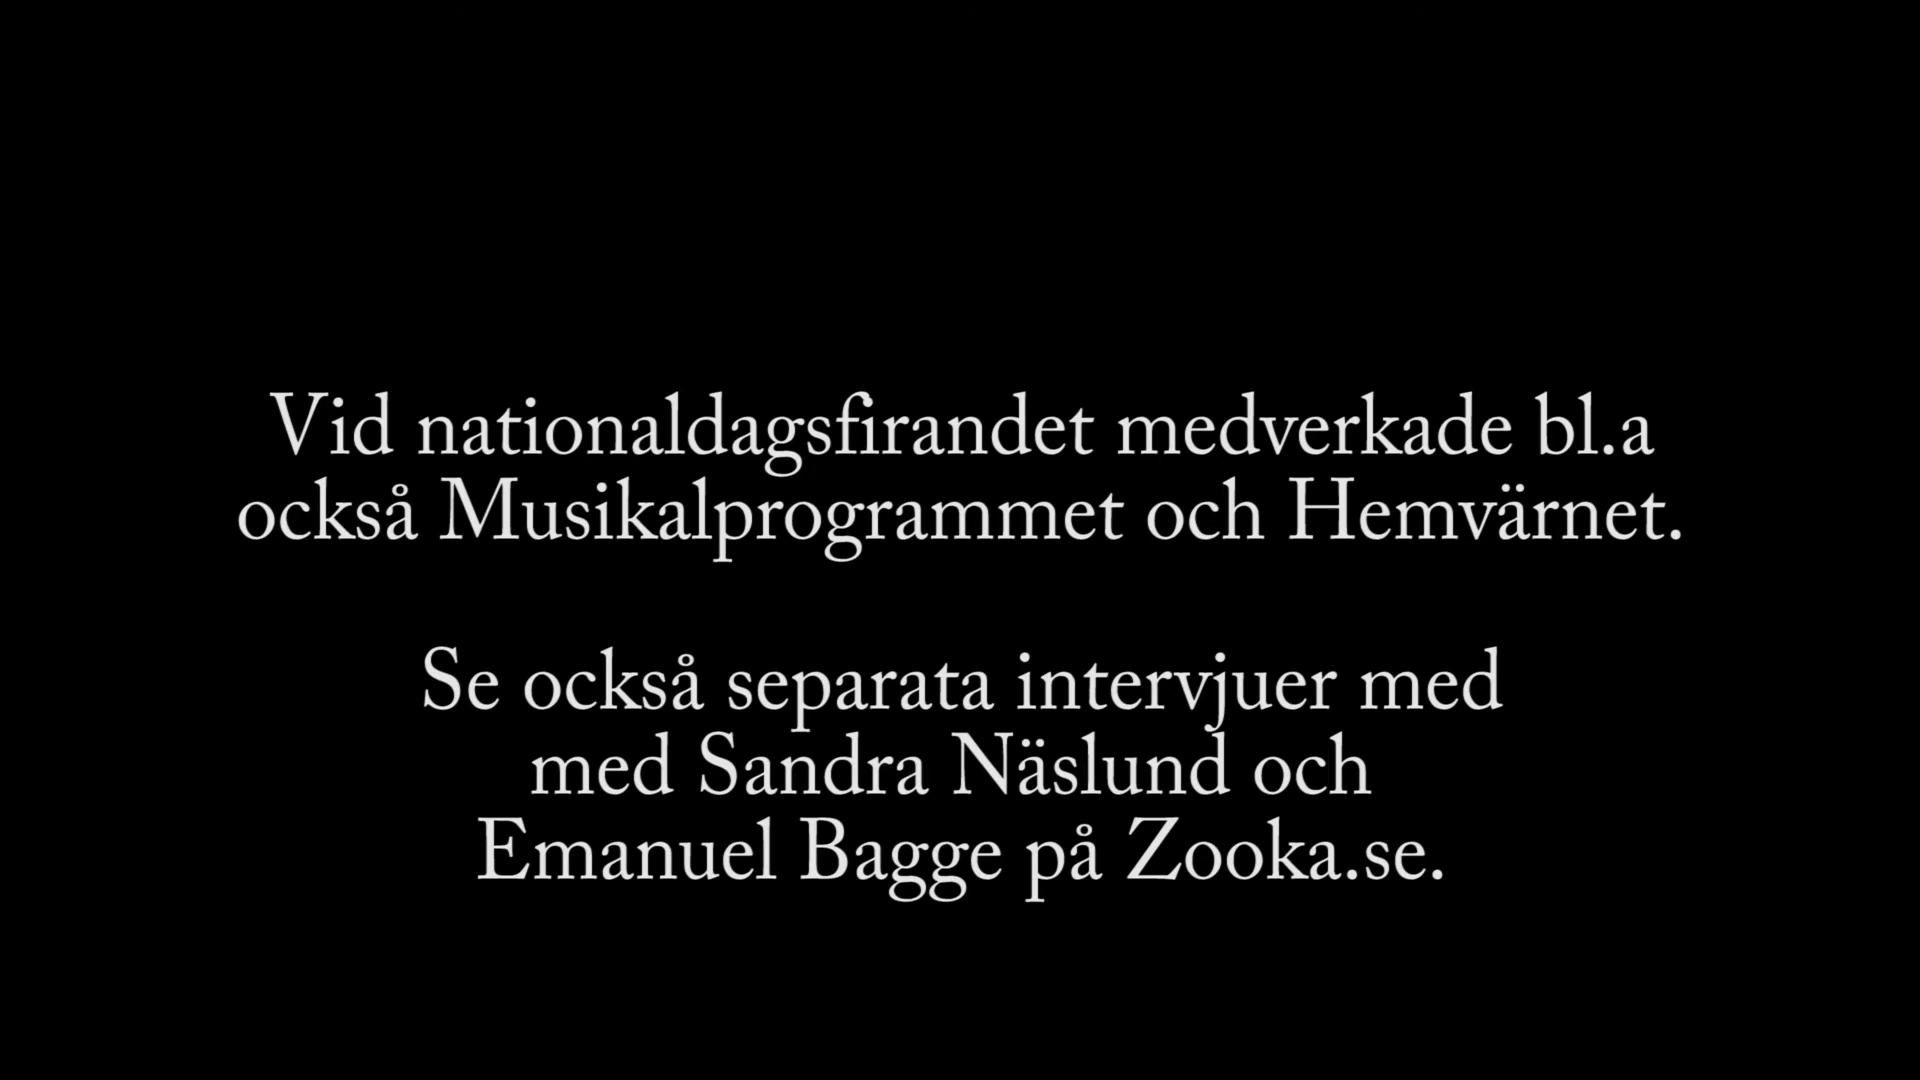 Vid nationaldagsfirandet medverkade bl.a
också Musikalprogrammet och Hemvärnet.
Se också separata intervjuer med
med Sandra Näslund och
Emanuel Bagge på Zooka.se.